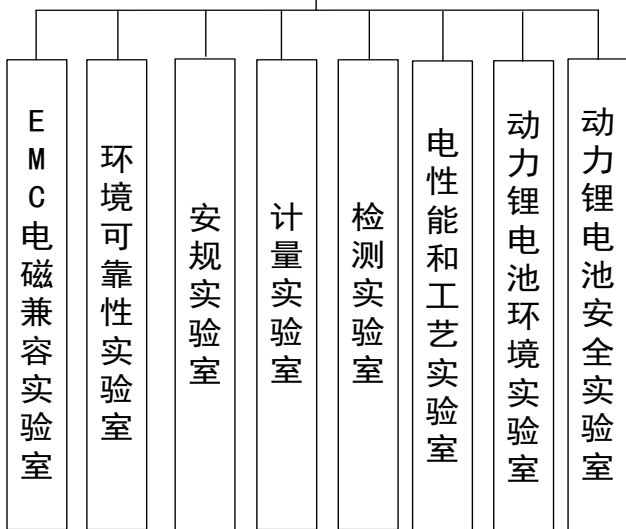 EMC电磁兼容实验室
环境可靠性实验室
安规实验室
计量实验室
检测实验室
电性能和工艺实验室
动力锂电池环境实验室
动力锂电池安全实验室